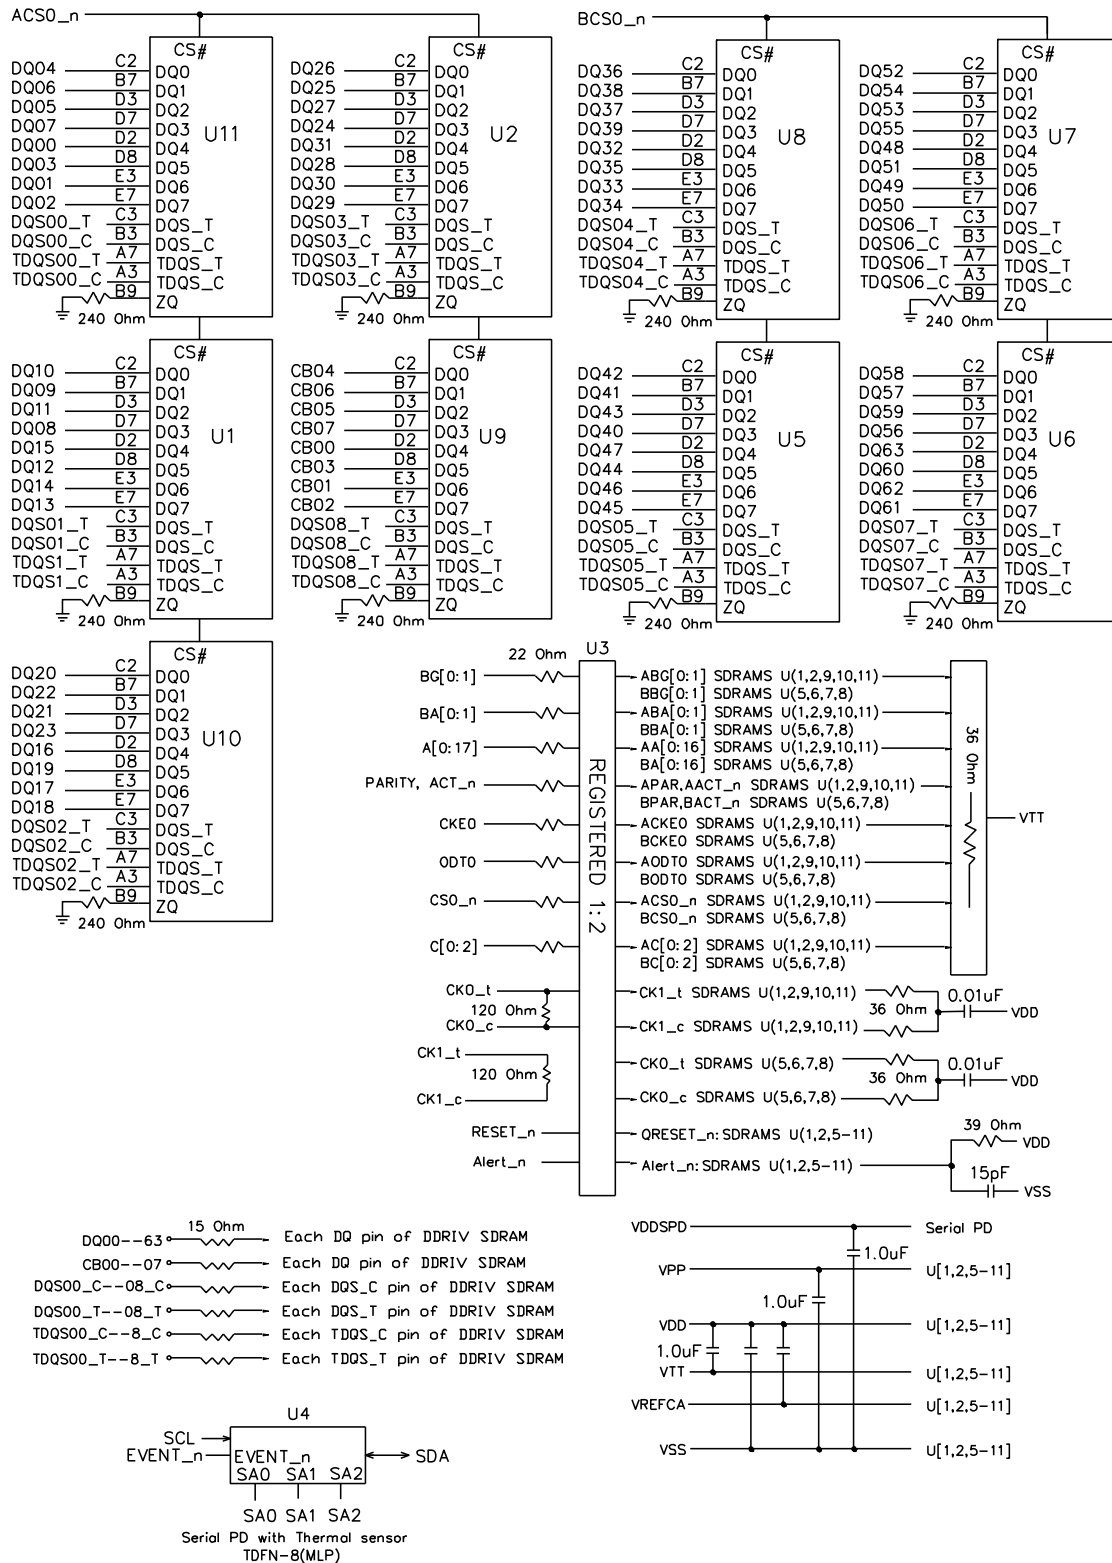 ACS0_n
BCS0_n
CS#
DQ04 C2 DQ0
DQ06 B7 DQ1
DQ05 D3 DQ2
DQ07 D7 DQ3
DQ00 D2 DQ4
DQ03 D8 DQ5
DQ01 E3 DQ6
DQ02 E7 DQ7
DQS00_T C3 DQS_T
DQS00_C B3 DQS_C
TDQS00_T A7 TDQS_T
TDQS00_C A3 TDQS_C
B9 ZQ
240 Ohm
U11
DQ26 C2 DQ0
DQ25 B7 DQ1
DQ27 D3 DQ2
DQ24 D7 DQ3
DQ31 D2 DQ4
DQ28 D8 DQ5
DQ30 E3 DQ6
DQ29 E7 DQ7
DQS03_T C3 DQS_T
DQS03_C B3 DQS_C
TDQS03_T A7 TDQS_T
TDQS03_C A3 TDQS_C
B9 ZQ
240 Ohm
U2
DQ36 C2 DQ0
DQ38 B7 DQ1
DQ37 D3 DQ2
DQ39 D7 DQ3
DQ32 D2 DQ4
DQ35 D8 DQ5
DQ33 E3 DQ6
DQ34 E7 DQ7
DQS04_T C3 DQS_T
DQS04_C B3 DQS_C
TDQS04_T A7 TDQS_T
TDQS04_C A3 TDQS_C
B9 ZQ
240 Ohm
U8
CS#
DQ52 C2 DQ0
DQ54 B7 DQ1
DQ53 D3 DQ2
DQ55 D7 DQ3
DQ48 D2 DQ4
DQ51 D8 DQ5
DQ49 E3 DQ6
DQ50 E7 DQ7
DQS06_T C3 DQS_T
DQS06_C B3 DQS_C
TDQS06_T A7 TDQS_T
TDQS06_C A3 TDQS_C
B9 ZQ
240 Ohm
U7
CS#
DQ10 C2 DQ0
DQ09 B7 DQ1
DQ11 D3 DQ2
DQ08 D7 DQ3
DQ15 D2 DQ4
DQ12 D8 DQ5
DQ14 E3 DQ6
DQ13 E7 DQ7
DQS01_T C3 DQS_T
DQS01_C B3 DQS_C
TDQS1_T A7 TDQS_T
TDQS1_C A3 TDQS_C
B9 ZQ
240 Ohm
U1
CS#
CB04 C2 DQ0
CB06 B7 DQ1
CB05 D3 DQ2
CB07 D7 DQ3
CB00 D2 DQ4
CB03 D8 DQ5
CB01 E3 DQ6
CB02 E7 DQ7
DQS08_T C3 DQS_T
DQS08_C B3 DQS_C
TDQS08_T A7 TDQS_T
TDQS08_C A3 TDQS_C
B9 ZQ
240 Ohm
U9
CS#
DQ42 C2 DQ0
DQ41 B7 DQ1
DQ43 D3 DQ2
DQ40 D7 DQ3
DQ47 D2 DQ4
DQ44 D8 DQ5
DQ46 E3 DQ6
DQ45 E7 DQ7
DQS05_T C3 DQS_T
DQS05_C B3 DQS_C
TDQS05_T A7 TDQS_T
TDQS05_C A3 TDQS_C
B9 ZQ
240 Ohm
U5
CS#
DQ58 C2 DQ0
DQ57 B7 DQ1
DQ59 D3 DQ2
DQ56 D7 DQ3
DQ63 D2 DQ4
DQ60 D8 DQ5
DQ62 E3 DQ6
DQ61 E7 DQ7
DQS07_T C3 DQS_T
DQS07_C B3 DQS_C
TDQS07_T A7 TDQS_T
TDQS07_C A3 TDQS_C
B9 ZQ
240 Ohm
U6
CS#
DQ20 C2 DQ0
DQ22 B7 DQ1
DQ21 D3 DQ2
DQ23 D7 DQ3
DQ16 D2 DQ4
DQ19 D8 DQ5
DQ17 E3 DQ6
DQ18 E7 DQ7
DQS02_T C3 DQS_T
DQS02_C B3 DQS_C
TDQS02_T A7 TDQS_T
TDQS02_C A3 TDQS_C
B9 ZQ
240 Ohm
U10
U3
22 Ohm
REGISTERED 1:2
BG[0:1] ABG[0:1] SDRAMS U(1,2,9,10,11)
BBG[0:1] SDRAMS U(5,6,7,8)
BA[0:1] ABA[0:1] SDRAMS U(1,2,9,10,11)
BBA[0:1] SDRAMS U(5,6,7,8)
A[0:17] AA[0:16] SDRAMS U(1,2,9,10,11)
BA[0:16] SDRAMS U(5,6,7,8)
PARITY, ACT_n APAR,AACT_n SDRAMS U(1,2,9,10,11)
BPAR,BACT_n SDRAMS U(5,6,7,8)
CKE0 ACKE0 SDRAMS U(1,2,9,10,11)
BCKE0 SDRAMS U(5,6,7,8)
ODT0 AODT0 SDRAMS U(1,2,9,10,11)
BODT0 SDRAMS U(5,6,7,8)
CS0_n ACS0_n SDRAMS U(1,2,9,10,11)
BCS0_n SDRAMS U(5,6,7,8)
C[0:2] AC[0:2] SDRAMS U(1,2,9,10,11)
BC[0:2] SDRAMS U(5,6,7,8)
36 Ohm
VTT
CK0_t CK1_t SDRAMS U(1,2,9,10,11)
120 Ohm 36 Ohm 0.01uF VDD
CK0_c CK1_c SDRAMS U(1,2,9,10,11)
CK1_t CK0_t SDRAMS U(5,6,7,8)
120 Ohm 36 Ohm 0.01uF VDD
CK1_c CK0_c SDRAMS U(5,6,7,8)
RESET_n QRESET_n: SDRAMS U(1,2,5-11)
39 Ohm VDD
Alert_n Alert_n: SDRAMS U(1,2,5-11)
15pF VSS
15 Ohm
DQ00--63 Each DQ pin of DDRIV SDRAM
CB00--07 Each DQ pin of DDRIV SDRAM
DQS00_C--08_C Each DQS_C pin of DDRIV SDRAM
DQS00_T--08_T Each DQS_T pin of DDRIV SDRAM
TDQS00_C--8_C Each TDQS_C pin of DDRIV SDRAM
TDQS00_T--8_T Each TDQS_T pin of DDRIV SDRAM
VDDSPD Serial PD
1.0uF
VPP U[1,2,5-11]
1.0uF
VDD U[1,2,5-11]
1.0uF
VTT U[1,2,5-11]
VREFCA U[1,2,5-11]
VSS U[1,2,5-11]
U4
SCL
EVENT_n EVENT_n SDA
SA0 SA1 SA2
SA0 SA1 SA2
Serial PD with Thermal sensor
TDFN-8(MLP)